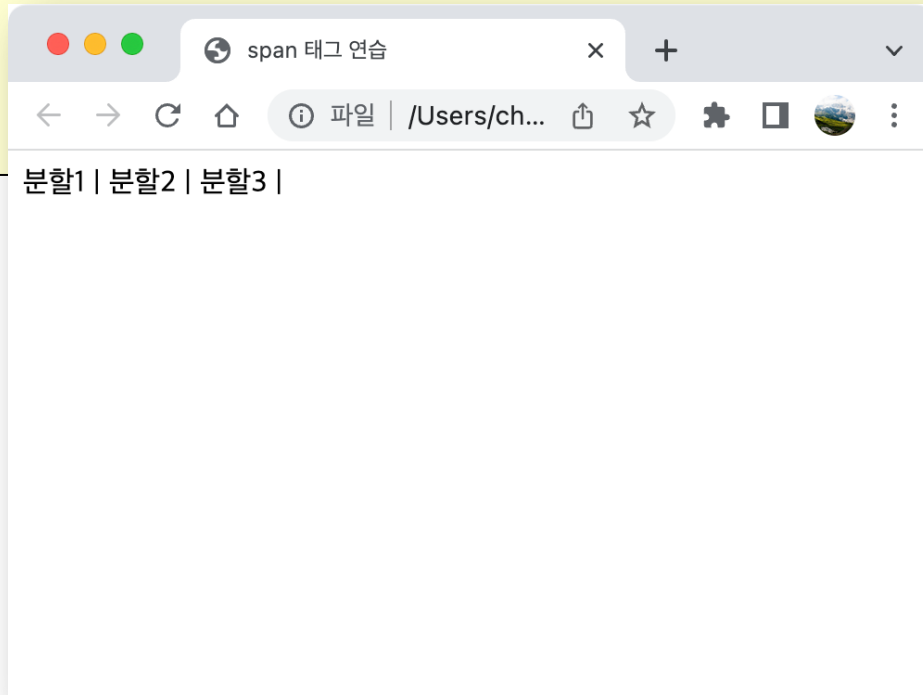 span 태그 연습
파일 | /Users/ch...
분할1 | 분할2 | 분할3 |